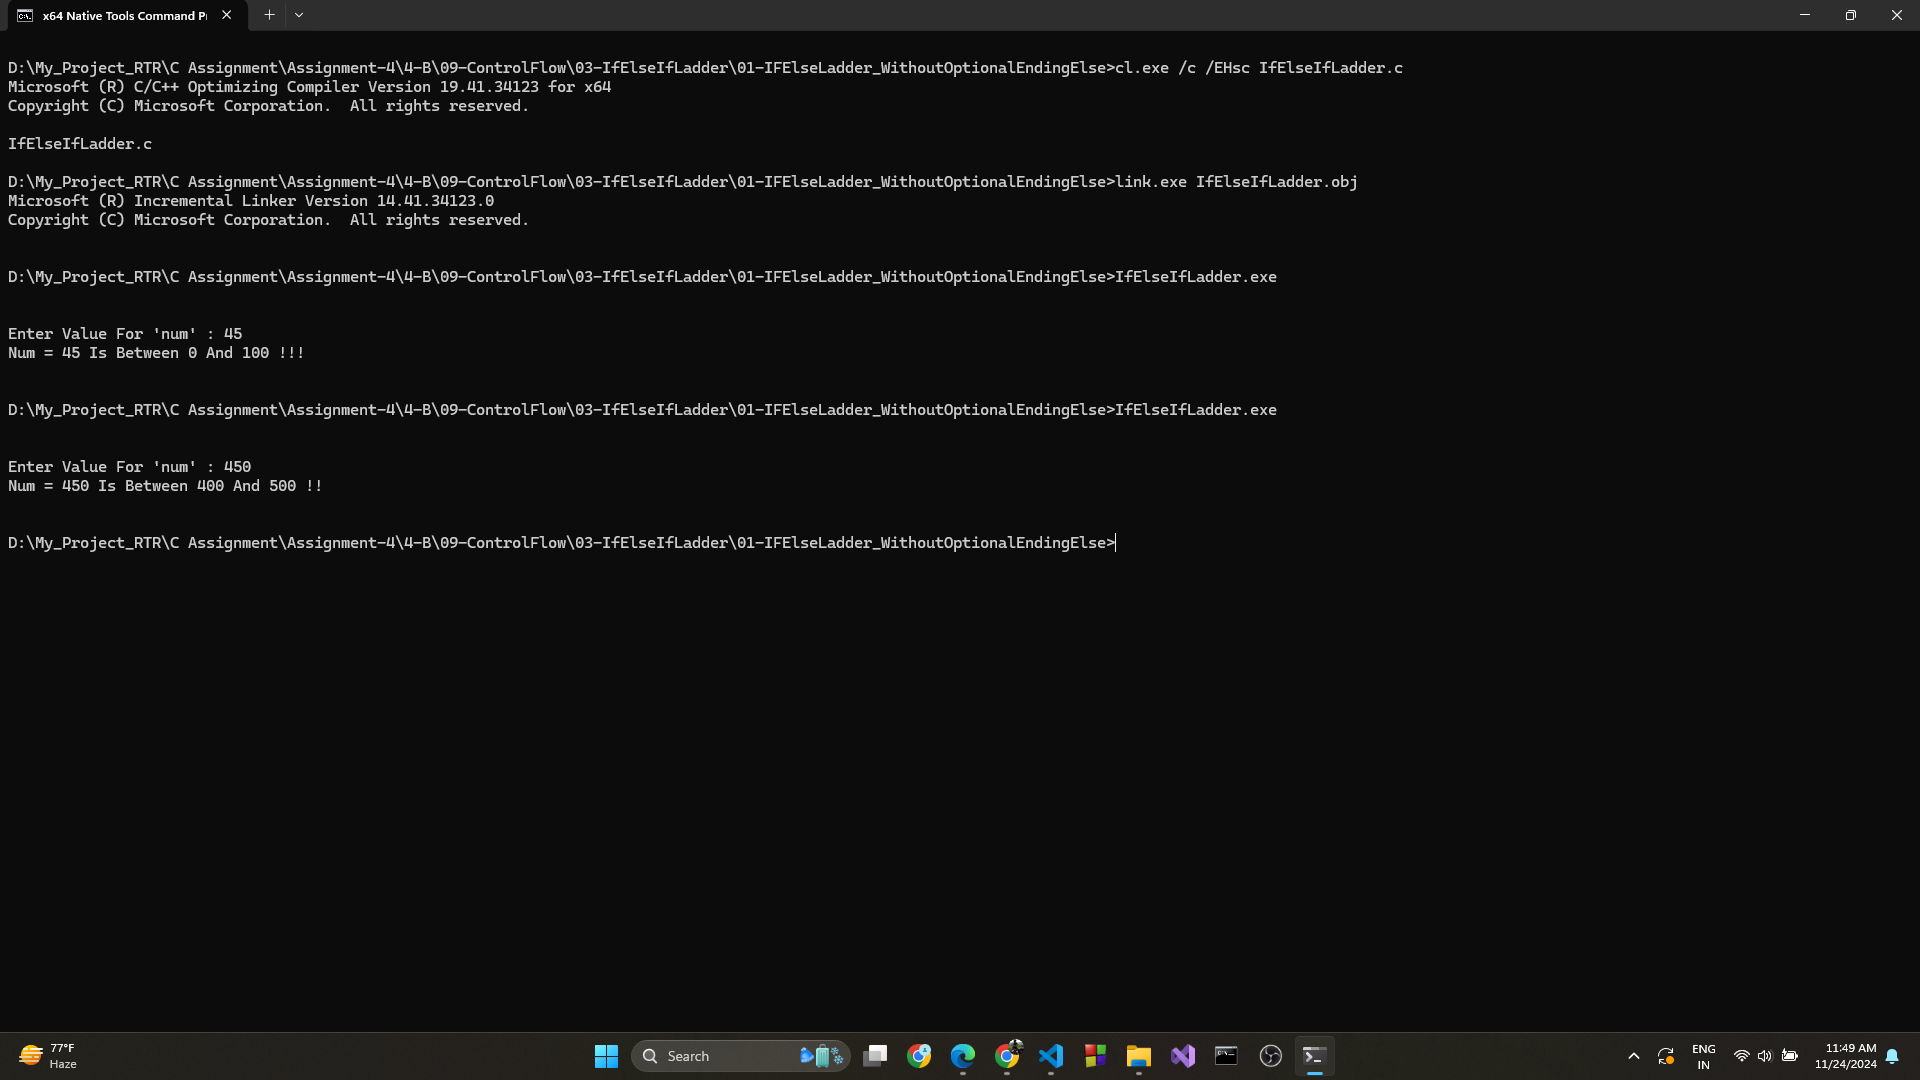 x64 Native Tools Command P
D:\My_Project_RTR\C Assignment\Assignment-4\4-B\09-ControlFlow\03-IfElseIfLadder\01-IFElseLadder_WithoutOptionalEndingElse>cl.exe /c /EHsc IfElseIfLadder.c
Microsoft (R) C/C++ Optimizing Compiler Version 19.41.34123 for x64
Copyright (C) Microsoft Corporation.  All rights reserved.
IfElseIfLadder.c
D:\My_Project_RTR\C Assignment\Assignment-4\4-B\09-ControlFlow\03-IfElseIfLadder\01-IFElseLadder_WithoutOptionalEndingElse>link.exe IfElseIfLadder.obj
Microsoft (R) Incremental Linker Version 14.41.34123.0
Copyright (C) Microsoft Corporation.  All rights reserved.
D:\My_Project_RTR\C Assignment\Assignment-4\4-B\09-ControlFlow\03-IfElseIfLadder\01-IFElseLadder_WithoutOptionalEndingElse>IfElseIfLadder.exe
Enter Value For 'num' : 45
Num = 45 Is Between 0 And 100 !!!
D:\My_Project_RTR\C Assignment\Assignment-4\4-B\09-ControlFlow\03-IfElseIfLadder\01-IFElseLadder_WithoutOptionalEndingElse>IfElseIfLadder.exe
Enter Value For 'num' : 450
Num = 450 Is Between 400 And 500 !!
D:\My_Project_RTR\C Assignment\Assignment-4\4-B\09-ControlFlow\03-IfElseIfLadder\01-IFElseLadder_WithoutOptionalEndingElse>
77°F
Haze
Search
ENG
IN
11:49 AM
11/24/2024